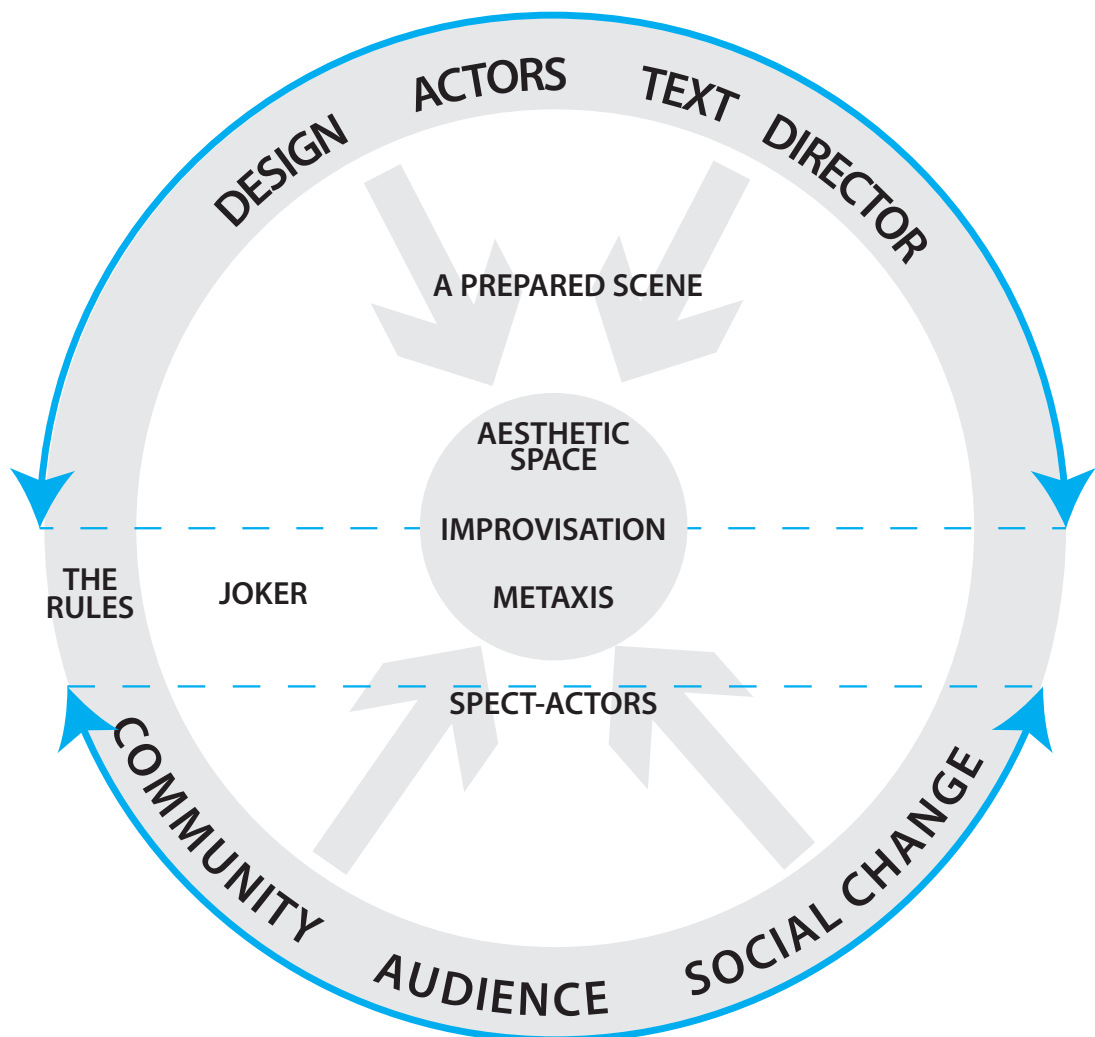 DESIGN ACTORS TEXT DIRECTOR
A PREPARED SCENE
AESTHETIC
SPACE
IMPROVISATION
THE
RULES
JOKER
METAXIS
SPECT-ACTORS
COMMUNITY AUDIENCE SOCIAL CHANGE